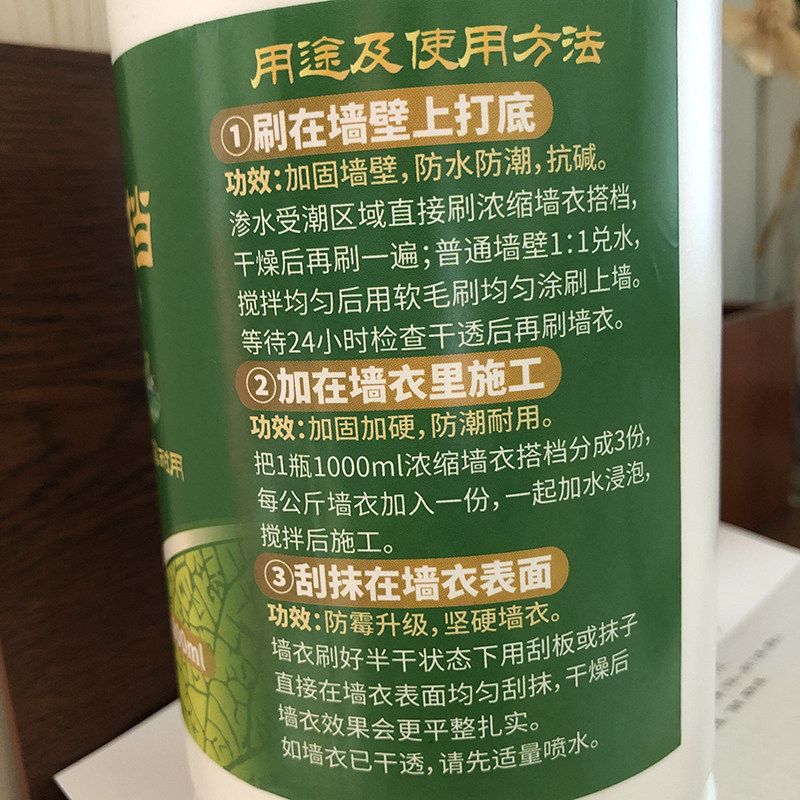 用途及使用方法
①刷在墙壁上打底
功效:加固墙壁,防水防潮,抗碱。
渗水受潮区域直接刷浓缩墙衣搭档,
干燥后再刷一遍;普通墙壁1:1兑水,
搅拌均匀后用软毛刷均匀涂刷上墙。
等待24小时检查干透后再刷墙衣。
②加在墙衣里施工
功效:加固加硬,防潮耐用。
把1瓶1000ml浓缩墙衣搭档分成3份,
每公斤墙衣加入一份,一起加水浸泡,
搅拌后施工。
③刮抹在墙衣表面
功效:防霉升级,坚硬墙衣。
墙衣刷好半干状态下用刮板或抹子
直接在墙衣表面均匀刮抹,干燥后
墙衣效果会更平整扎实。
如墙衣已干透,请先适量喷水。
档
耐用
0ml